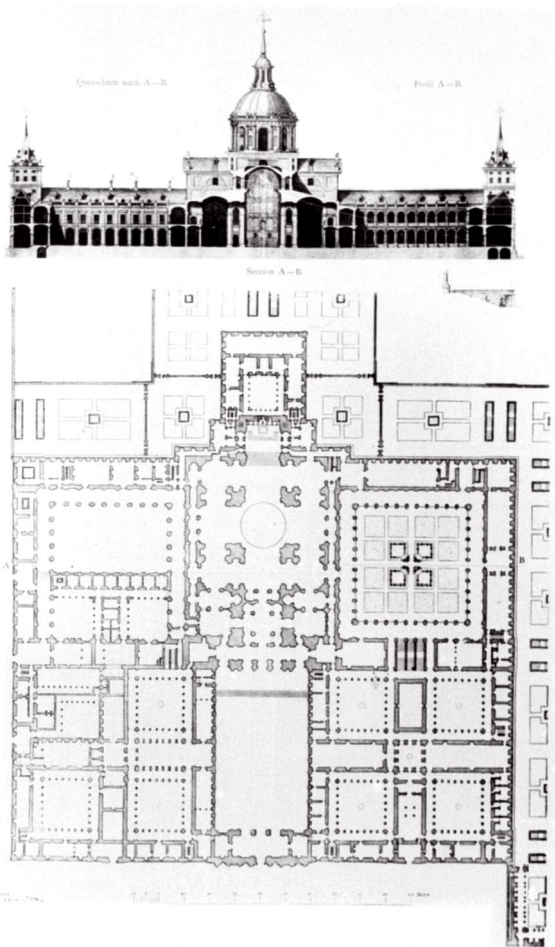 Querschnitt nach A—B.
Profil A—B.
Section A—B.
A
B